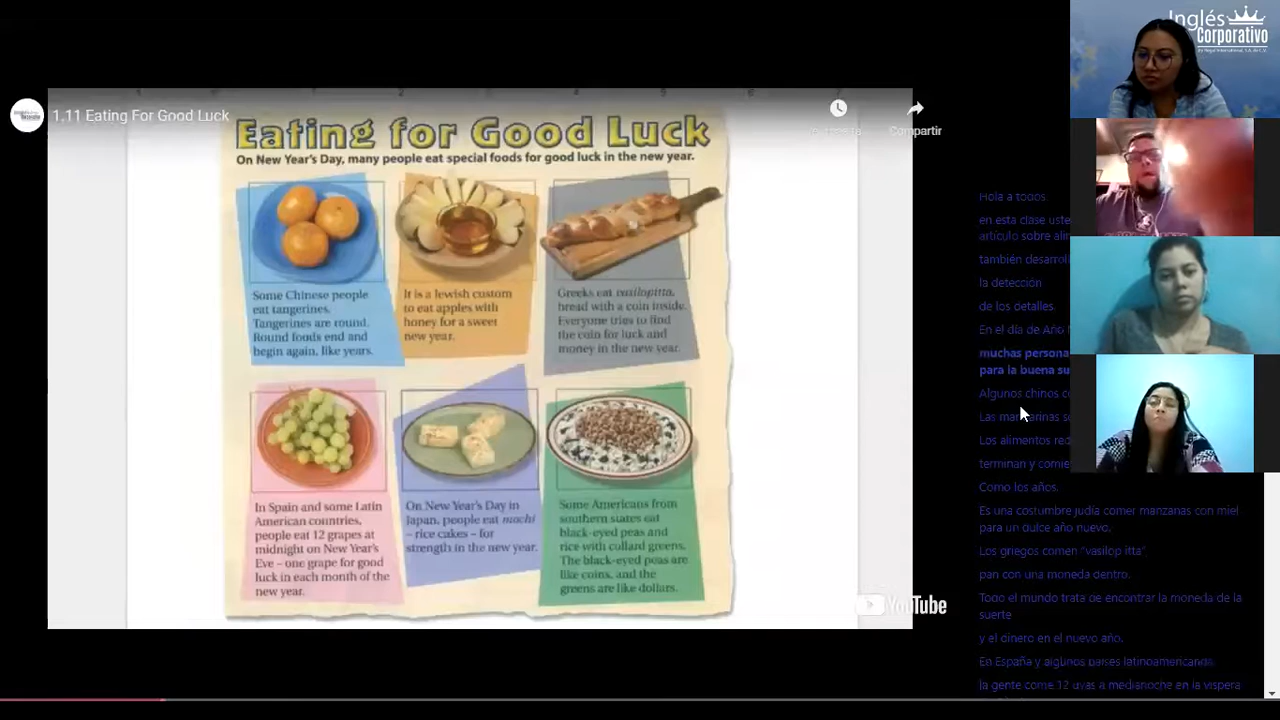 Inglés
Corporativo
1.11 Eating For Good Luck
Compartir
Eating for Good Luck
On New Year's Day, many people eat special foods for good luck in the new year.
Some Chinese people
eat tangerines.
Tangerines are round.
Round foods end and
begin again, like years.
It is a Jewish custom
to eat apples with
honey for a sweet
new year.
Greeks eat vasilopitta,
bread with a coin inside.
Everyone tries to find
the coin for luck and
money in the new year.
In Spain and some Latin
American countries,
people eat 12 grapes at
midnight on New Year's
Eve – one grape for good
luck in each month of the
new year.
On New Year's Day in
Japan, people eat mochi
– rice cakes – for
strength in the new year.
Some Americans from
southern states eat
black-eyed peas and
rice with collard greens.
The black-eyed peas are
like coins, and the
greens are like dollars.
YouTube
Hola a todos
en esta clase uste
artículo sobre alim
también desarroll
la detección
de los detalles.
En el día de Año
muchas persona
para la buena su
Algunos chinos c
Las mandarinas s
Los alimentos red
terminan y comie
Como los años.
Es una costumbre judía comer manzanas con miel
para un dulce año nuevo.
Los griegos comen "vasilop itta"
pan con una moneda dentro.
Todo el mundo trata de encontrar la moneda de la
suerte
y el dinero en el nuevo año.
En España y algunos países latinoamericanos,
la gente come 12 uvas a medianoche en la víspera